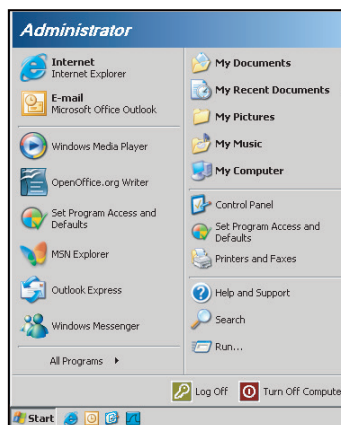 Administrator
Internet
Internet Explorer
E-mail
Microsoft Office Outlook
Windows Media Player
OpenOffice.org Writer
Set Program Access and
Defaults
MSN Explorer
Outlook Express
Windows Messenger
All Programs
My Documents
My Recent Documents
My Pictures
My Music
My Computer
Control Panel
Set Program Access and
Defaults
Printers and Faxes
Help and Support
Search
Run...
Log Off
Turn Off Compute
Start